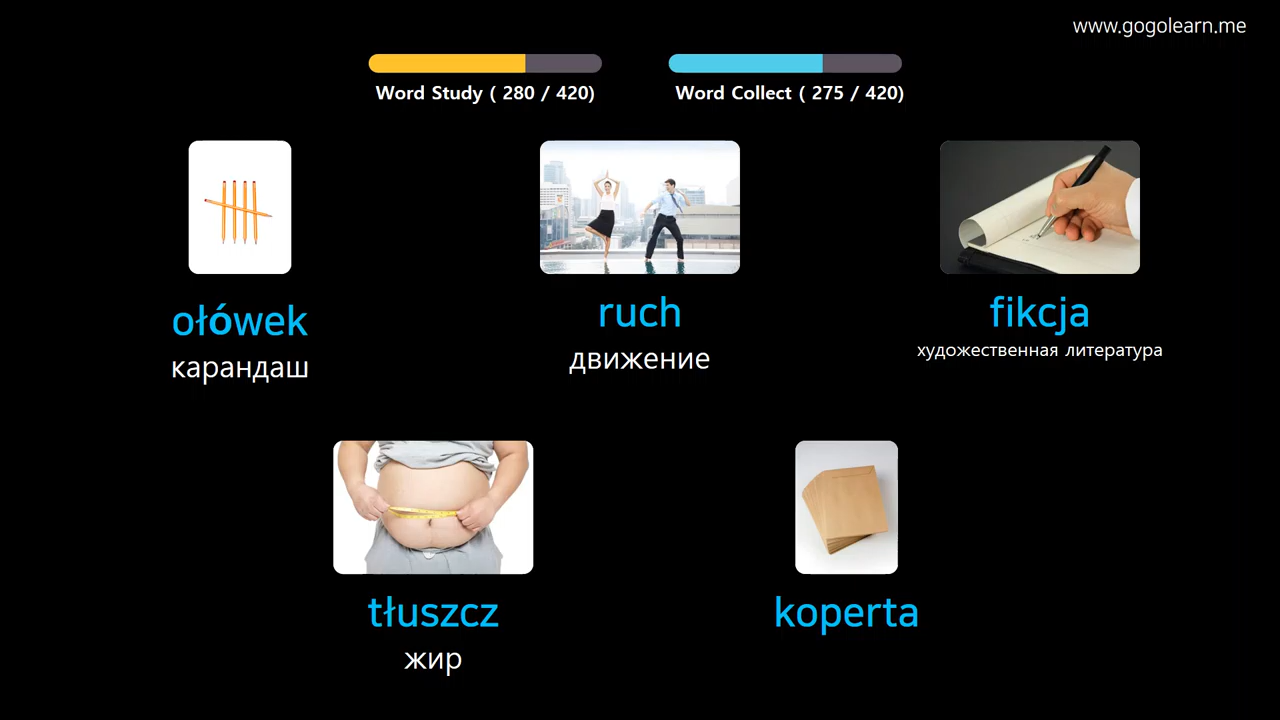 www.gogolearn.me
Word Study ( 280 / 420)
Word Collect ( 275 / 420)
ołówek
карандаш
ruch
движение
fikcja
художественная литература
tłuszcz
жир
koperta